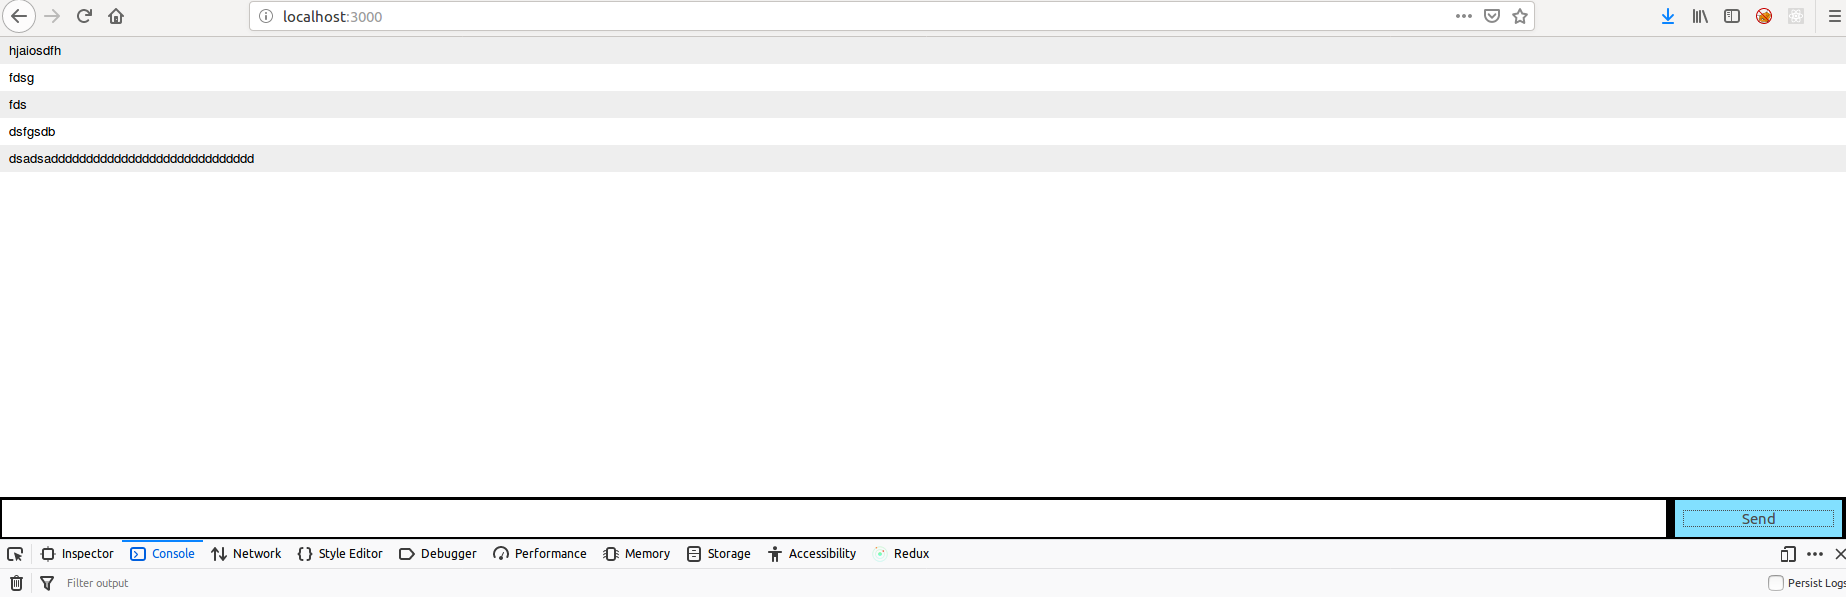 localhost:3000
hjaiosdfh
fdsg
fds
dsfgsdb
dsadsaddddddddddddddddddddddddddddd
Send
Inspector Console Network Style Editor Debugger Performance Memory Storage Accessibility Redux
Filter output Persist Logs